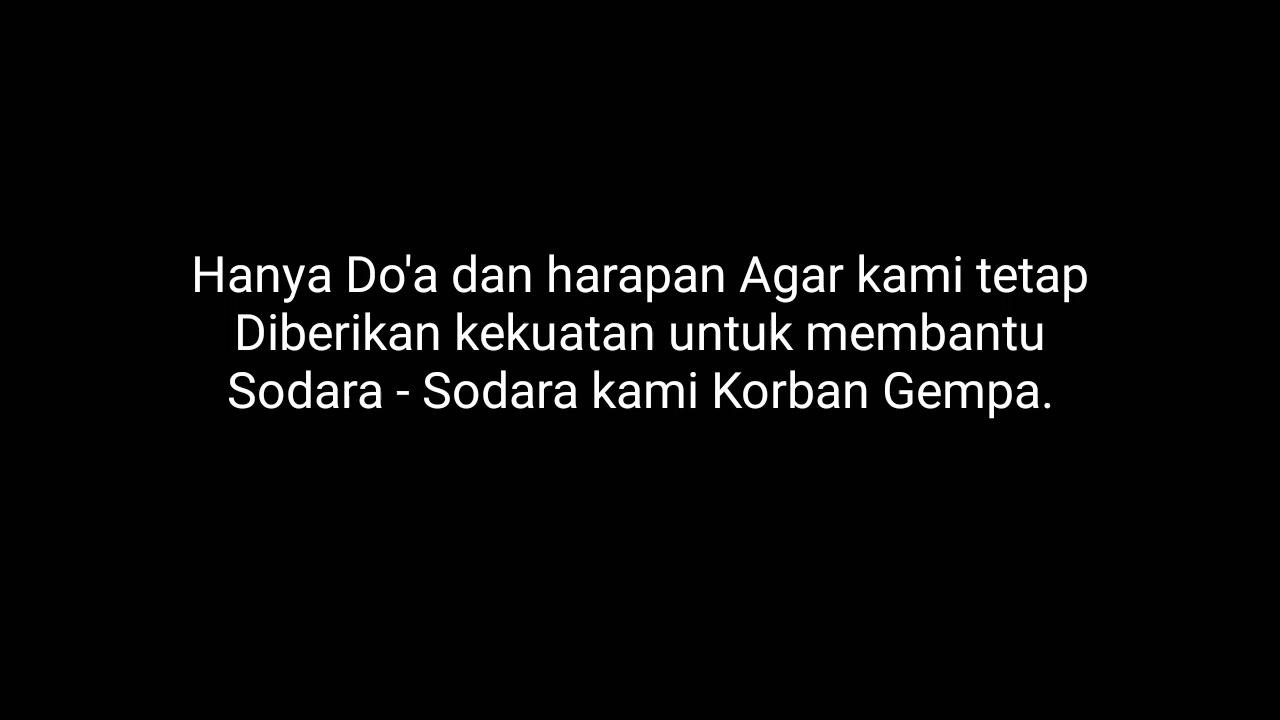 Hanya Do'a dan harapan Agar kami tetap
Diberikan kekuatan untuk membantu
Sodara - Sodara kami Korban Gempa.